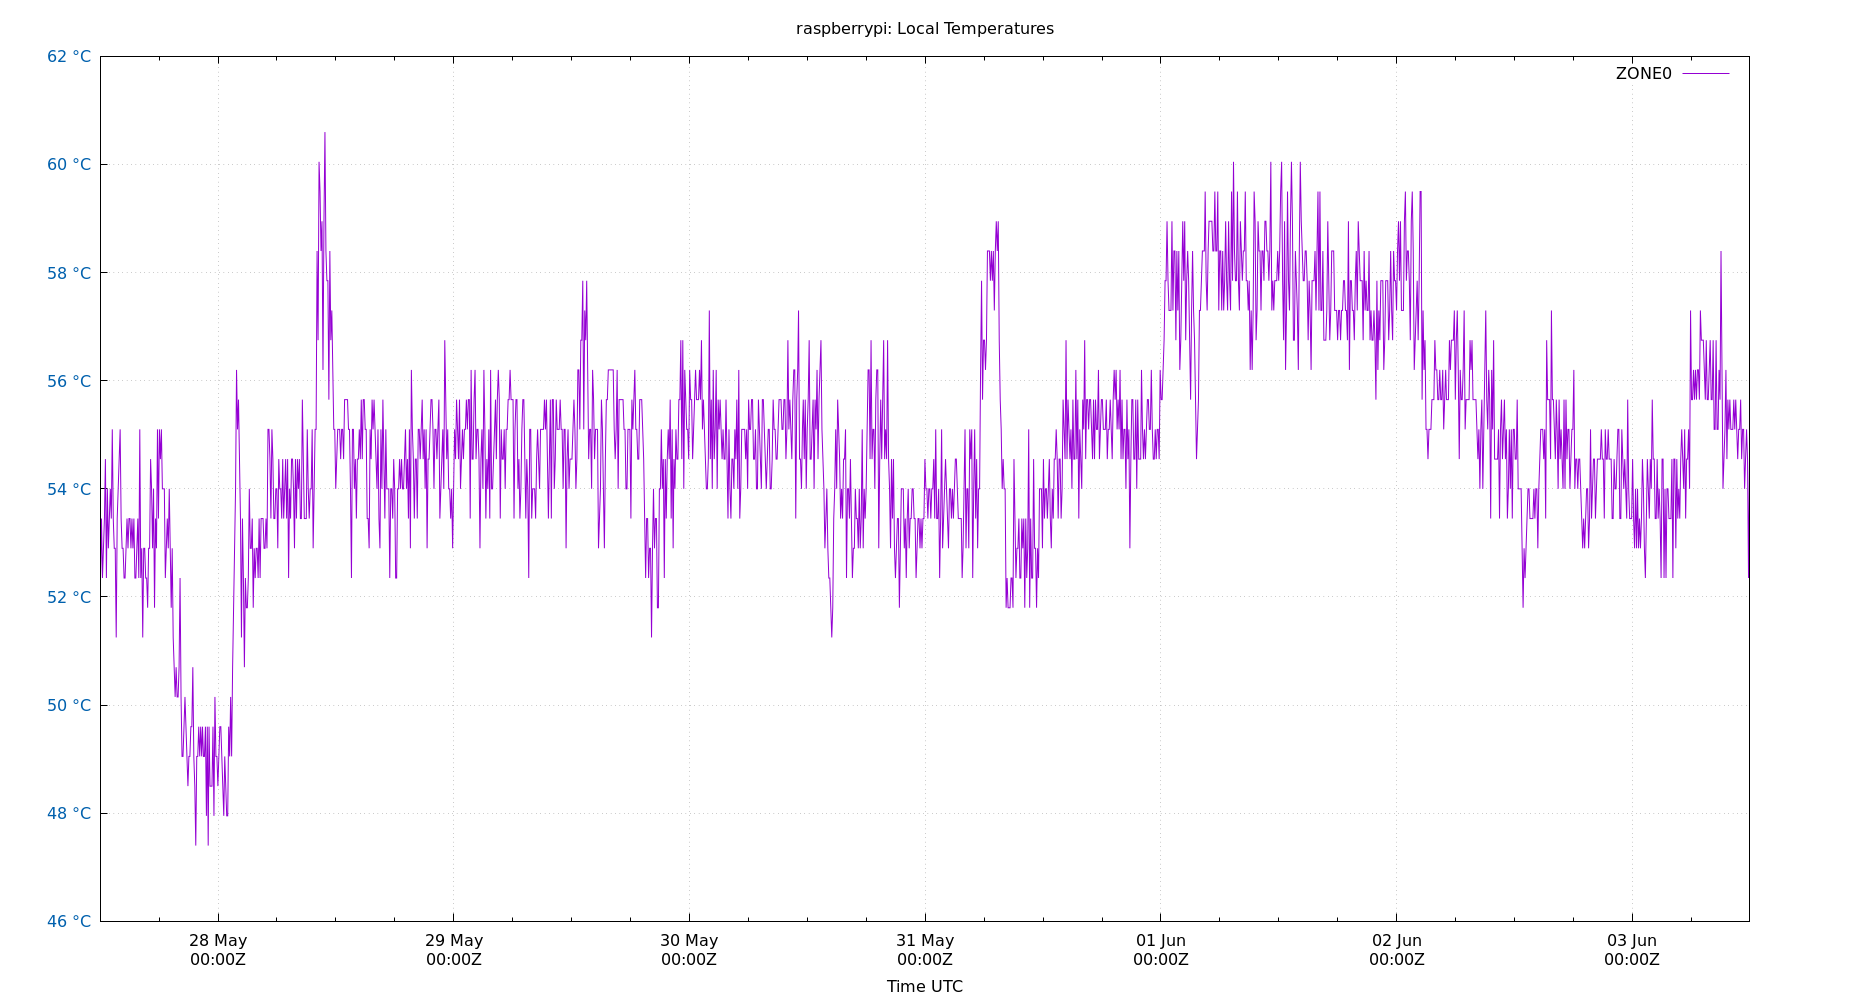 raspberrypi: Local Temperatures
62 °C
60 °C
58 °C
56 °C
54 °C
52 °C
50 °C
48 °C
46 °C
ZONE0
28 May 29 May 30 May 31 May 01 Jun 02 Jun 03 Jun
00:00Z 00:00Z 00:00Z 00:00Z 00:00Z 00:00Z 00:00Z
Time UTC